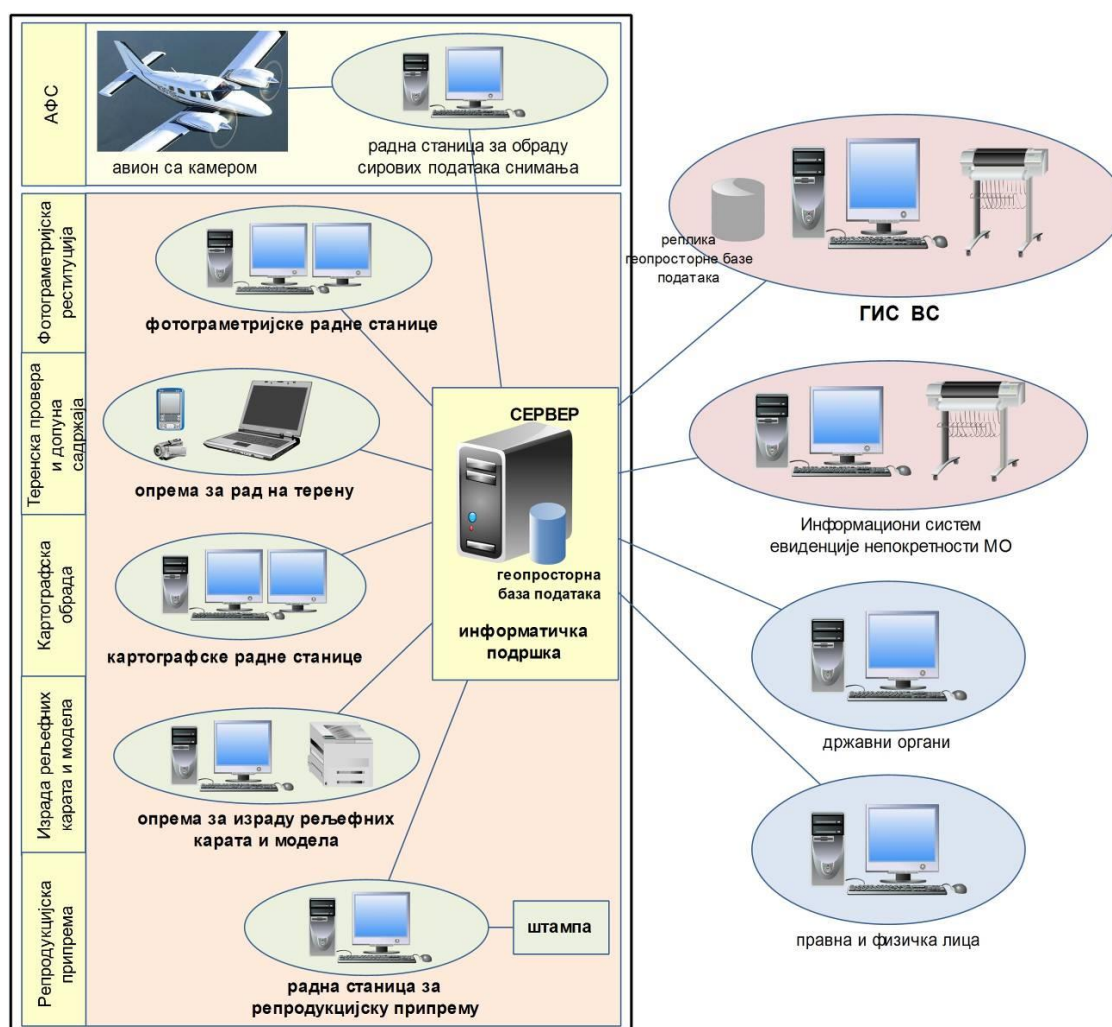 АФС
авион са камером
радна станица за обраду
сирових података снимања
Фотограметријска
реституција
фотограметријске радне станице
Теренска провера
и допуна
садржаја
опрема за рад на терену
Картографска
обрада
картографске радне станице
Израда рељефних
карата и модела
опрема за израду рељефних
карата и модела
Репродукцијска
припрема
радна станица за
репродукцијску припрему
штампа
СЕРВЕР
геопросторна
база података
информатичка
подршка
реплика
геопросторне базе
података
ГИС ВС
Информациони систем
евиденције непокретности МО
државни органи
правна и физичка лица